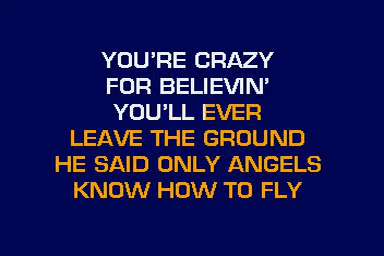 YOU'RE CRAZY
FOR BELIEVIN'
YOU'LL EVER
LEAVE THE GROUND
HE SAID ONLY ANGELS
KNOW HOW TO FLY